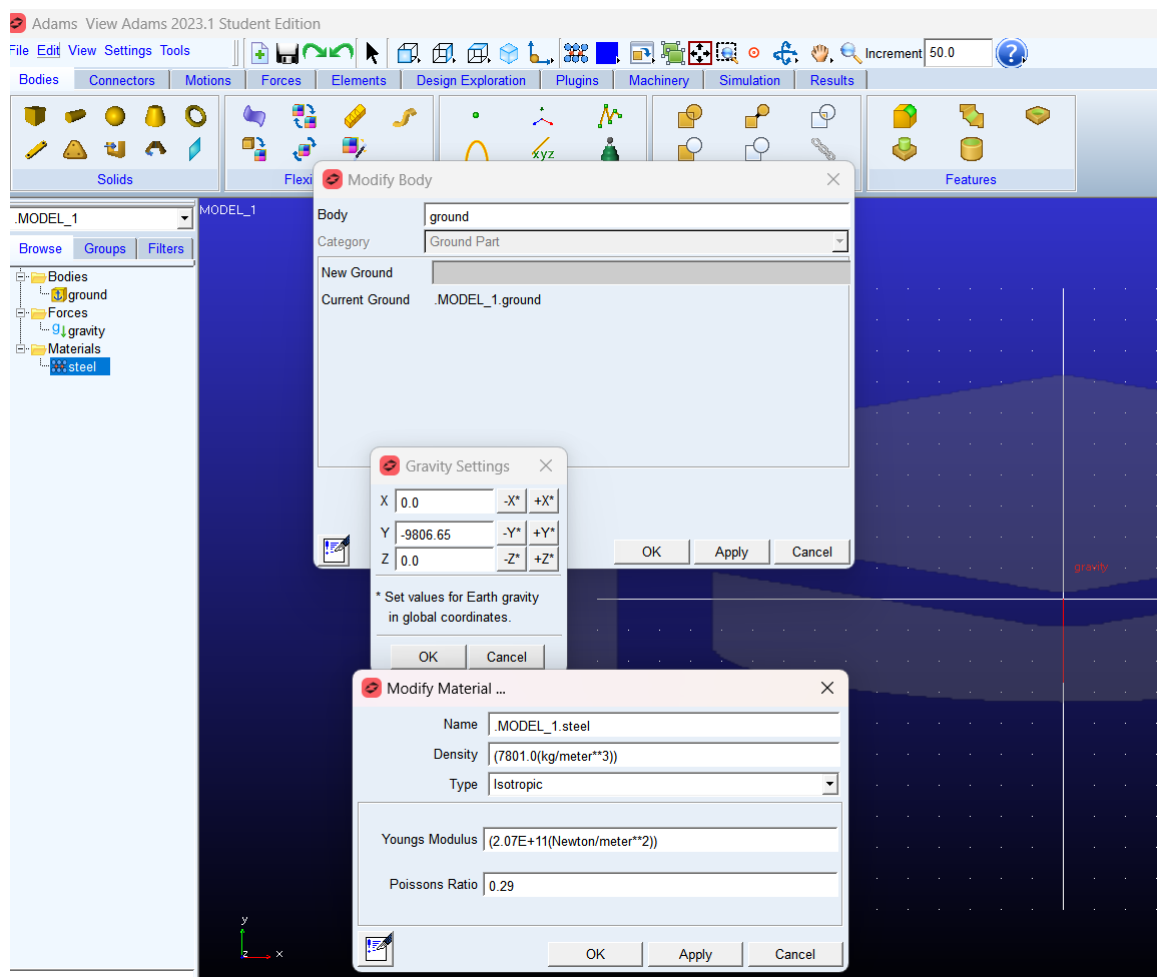 Adams View Adams 2023.1 Student Edition
File Edit View Settings Tools
Increment 50.0
Bodies Connectors Motions Forces Elements Design Exploration Plugins Machinery Simulation Results
xyz
Solids Flexi Features
.MODEL_1
MODEL_1
Browse Groups Filters
Bodies
ground
Forces
gravity
Materials
steel
Modify Body
Body ground
Category Ground Part
New Ground
Current Ground .MODEL_1.ground
OK Apply Cancel
Gravity Settings
X 0.0 -X* +X*
Y -9806.65 -Y* +Y*
Z 0.0 -Z* +Z*
* Set values for Earth gravity
in global coordinates.
OK Cancel
gravity
Modify Material ...
Name .MODEL_1.steel
Density (7801.0(kg/meter**3))
Type Isotropic
Youngs Modulus (2.07E+11(Newton/meter**2))
Poissons Ratio 0.29
OK Apply Cancel
y
z x